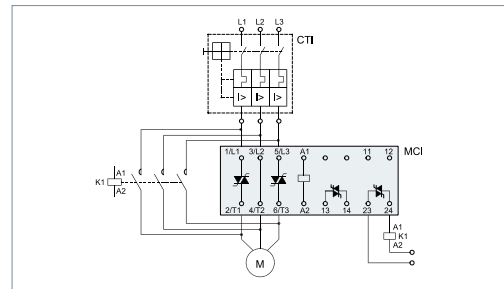 L1 L2 L3
CTI
I> I> I>
1/L1 3/L2 5/L3 A1 11 12
MCI
A1
K1
A2
2/T1 4/T2 6/T3 A2 13 14 23 24
A1
K1
A2
M